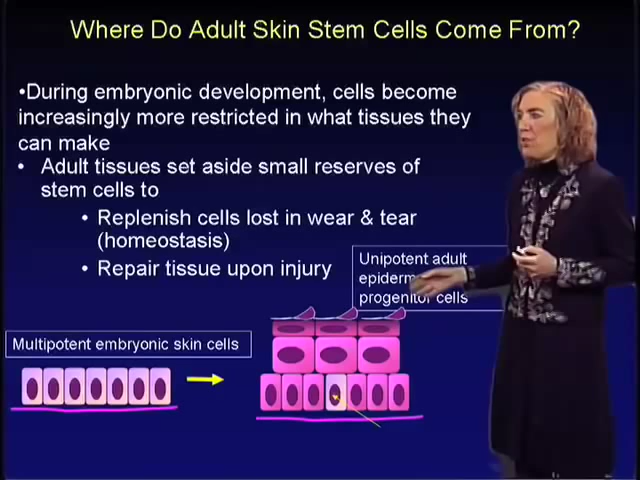 Where Do Adult Skin Stem Cells Come From?
•During embryonic development, cells become
increasingly more restricted in what tissues they
can make
• Adult tissues set aside small reserves of
stem cells to
• Replenish cells lost in wear & tear
(homeostasis)
• Repair tissue upon injury
Unipotent adult
progenitor cells
Multipotent embryonic skin cells